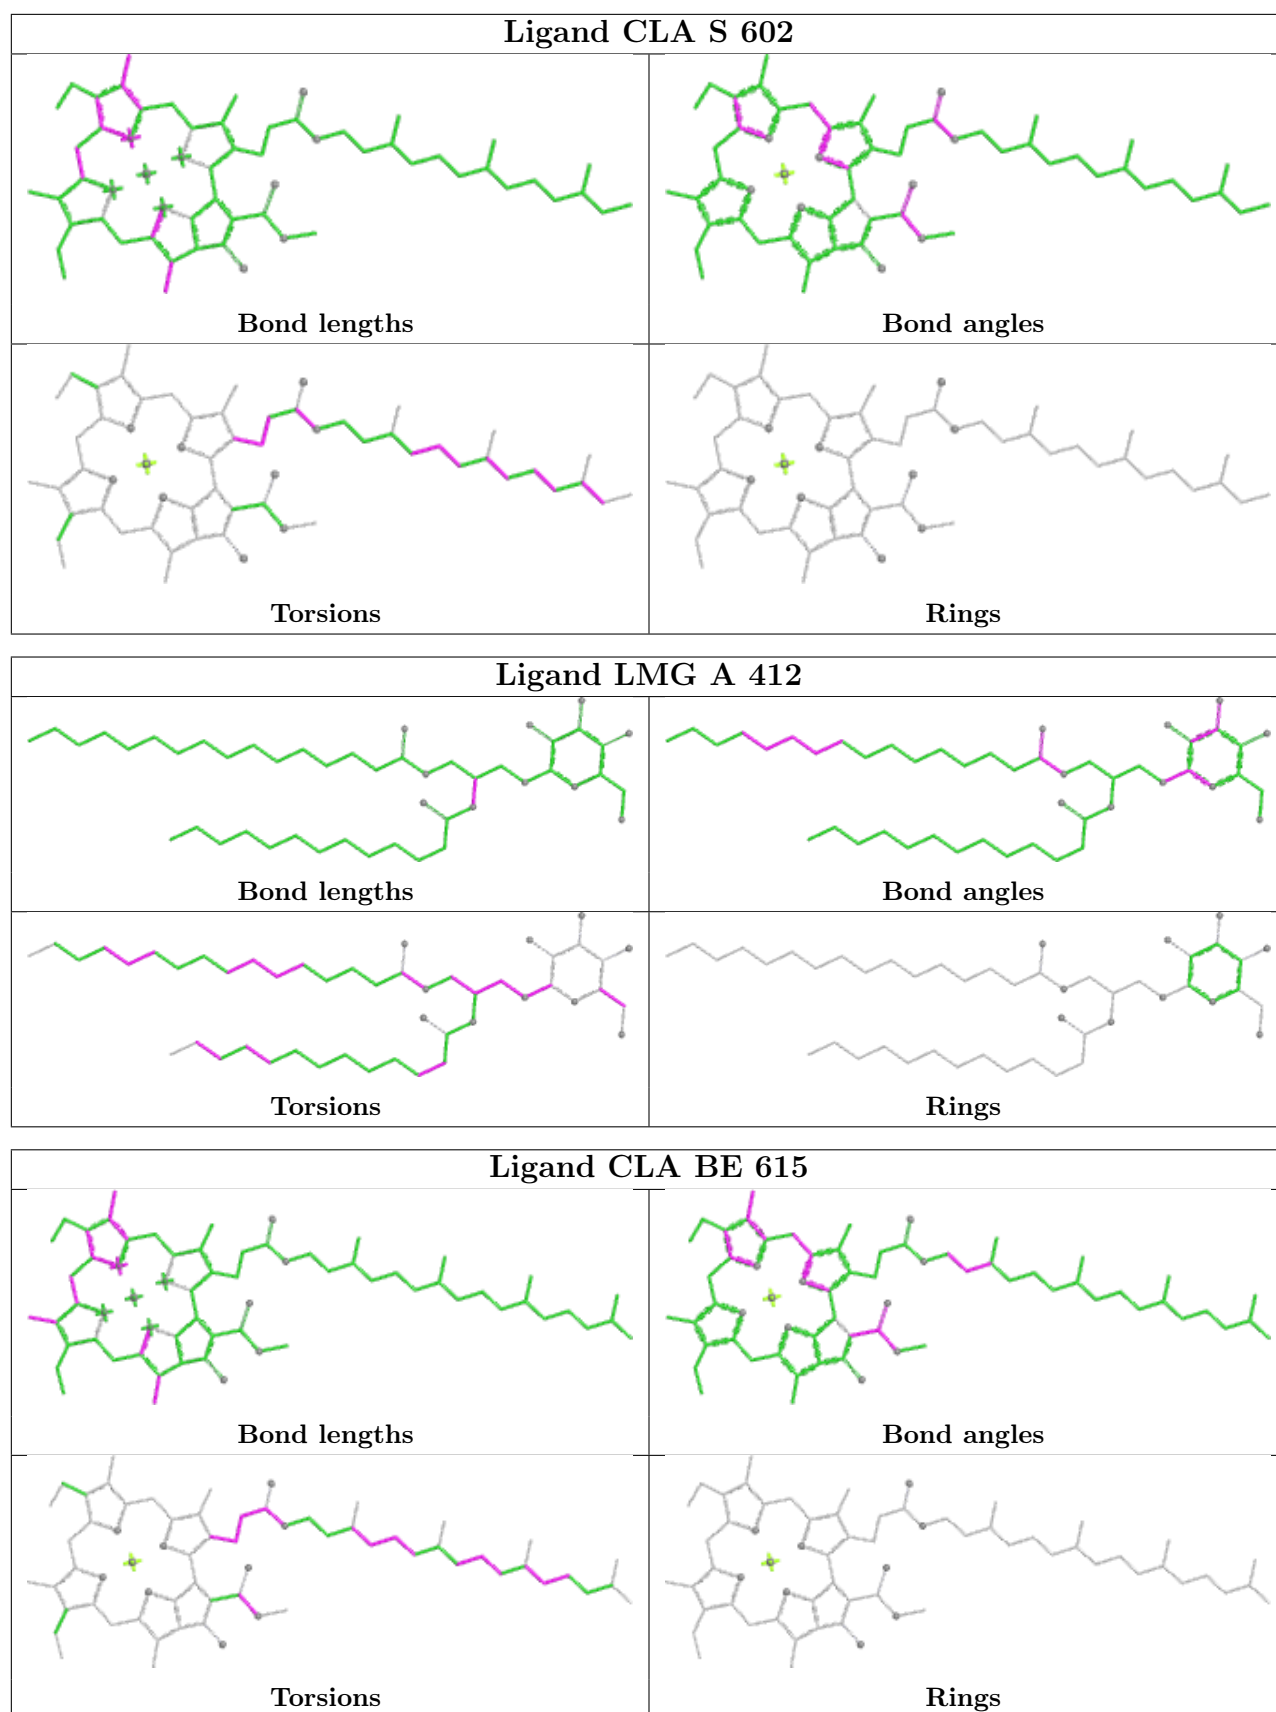 Ligand CLA S 602
Bond lengths
Bond angles
Torsions
Rings
Ligand LMG A 412
Bond lengths
Bond angles
Torsions
Rings
Ligand CLA BE 615
Bond lengths
Bond angles
Torsions
Rings